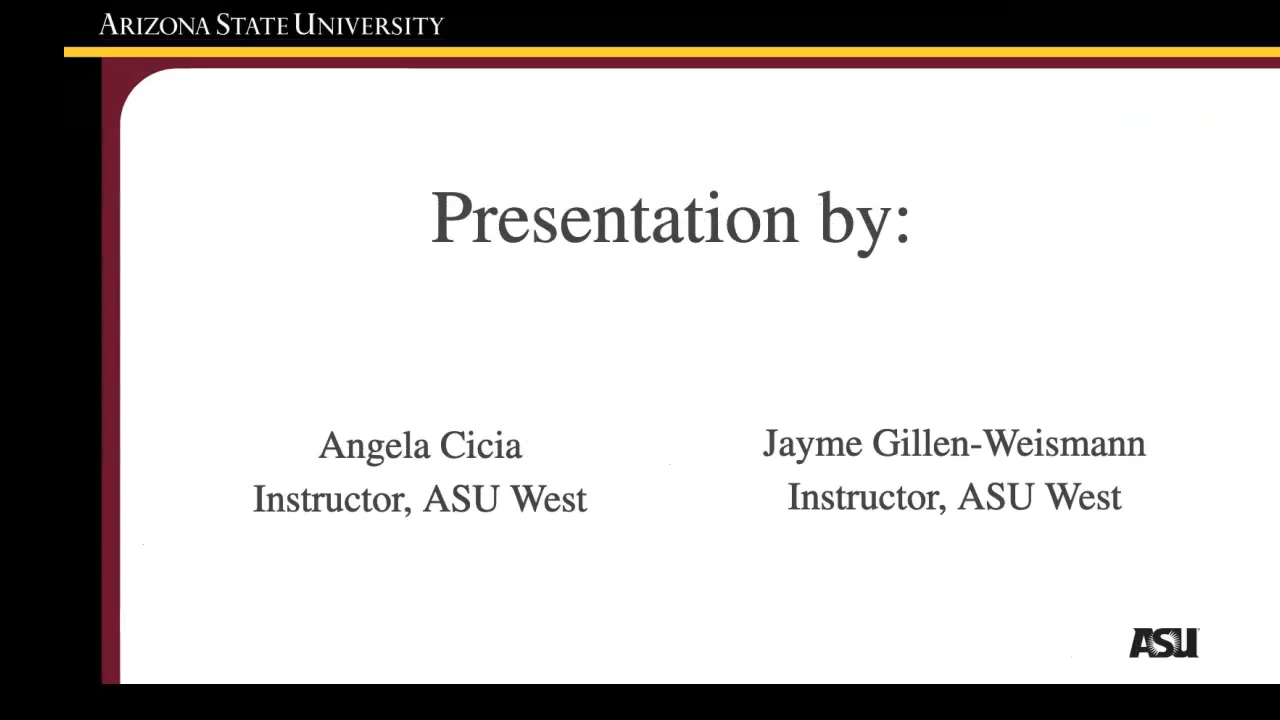 ARIZONA STATE UNIVERSITY
Presentation by:
Angela Cicia
Instructor, ASU West
Jayme Gillen-Weismann
Instructor, ASU West
ASU